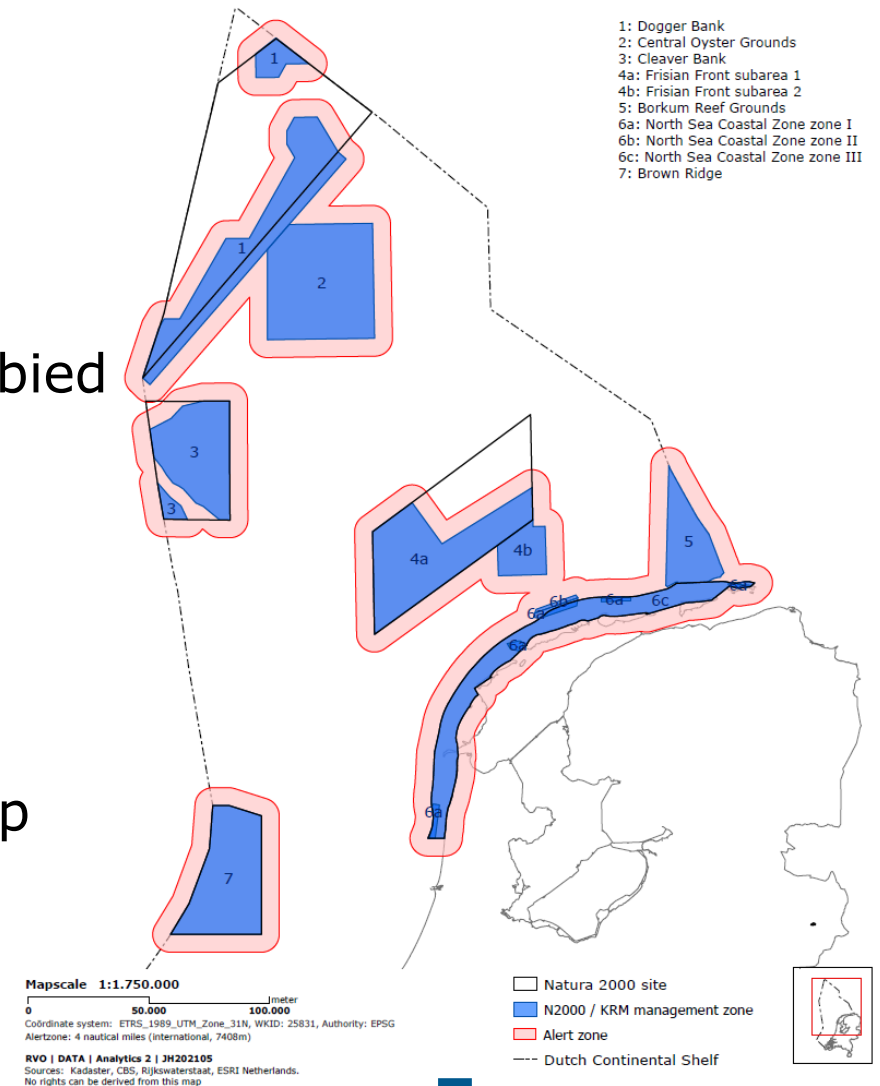 1: Dogger Bank
2: Central Oyster Grounds
3: Cleaver Bank
4a: Frisian Front subarea 1
4b: Frisian Front subarea 2
5: Borkum Reef Grounds
6a: North Sea Coastal Zone zone I
6b: North Sea Coastal Zone zone II
6c: North Sea Coastal Zone zone III
7: Brown Ridge
1
1
2
bied
3
3
4a
4b
5
6a
6b
6a
6c
6a
6a
6a
p
7
Mapscale 1:1.750.000
meter
0 50.000 100.000
Coördinate system: ETRS_1989_UTM_Zone_31N, WKID: 25831, Authority: EPSG
Alertzone: 4 nautical miles (international, 7408m)
RVO | DATA | Analytics 2 | JH202105
Sources: Kadaster, CBS, Rijkswaterstaat, ESRI Netherlands.
No rights can be derived from this map
Natura 2000 site
N2000 / KRM management zone
Alert zone
Dutch Continental Shelf